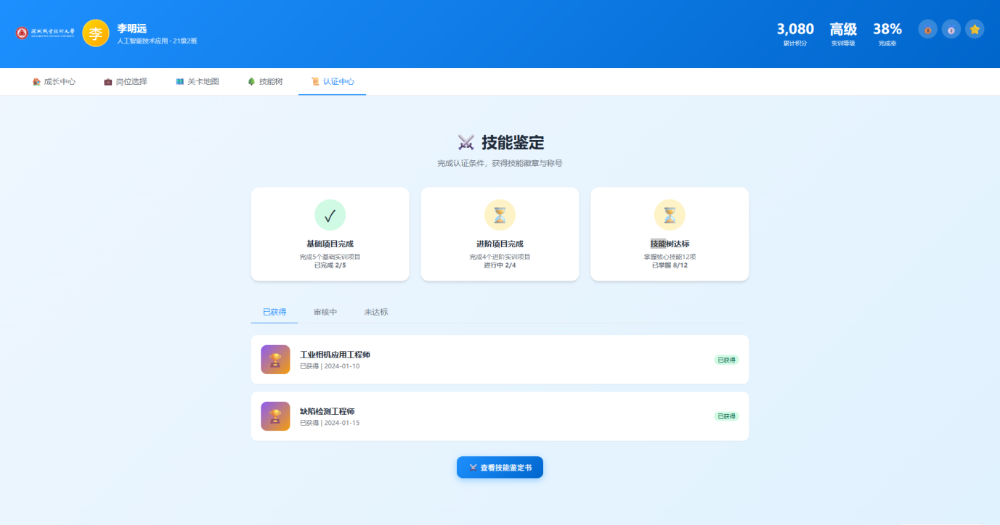 深圳职业技术大学
李
李明远
人工智能技术应用 · 21级2班
3,080
累计积分
高级
实训等级
38%
完成率
成长中心
岗位选择
关卡地图
技能树
认证中心
技能鉴定
完成认证条件，获得技能徽章与称号
基础项目完成
完成5个基础实训项目
已完成 2/5
进阶项目完成
完成4个进阶实训项目
进行中 2/4
技能树达标
掌握核心技能12项
已掌握 8/12
已获得
审核中
未达标
工业相机应用工程师
已获得 | 2024-01-10
已获得
缺陷检测工程师
已获得 | 2024-01-15
已获得
查看技能鉴定书